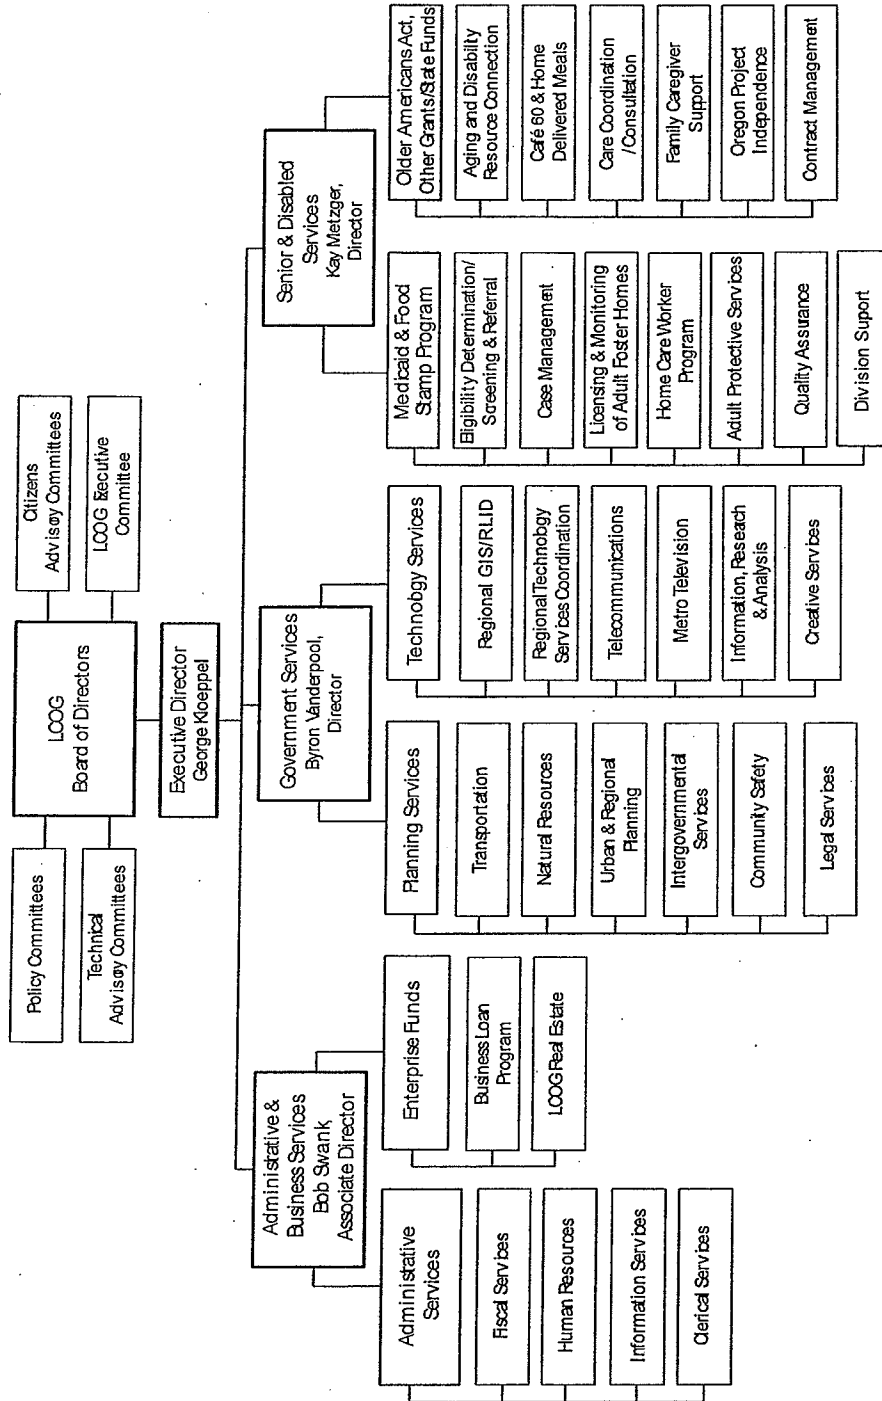 Policy Committees
Technical
Advisory Committees
LCOG
Board of Directors
Citizens
Advisory Committees
LCOG Executive
Committee
Executive Director
George Kloeppel
Administrative &
Business Services
Bob Swank,
Associate Director
Administrative
Services
Fiscal Services
Human Resources
Information Services
Clerical Services
Enterprise Funds
Business Loan
Program
LCOG Real Estate
Government Services
Byron Vanderpool,
Director
Planning Services
Transportation
Natural Resources
Urban & Regional
Planning
Intergovernmental
Services
Community Safety
Legal Services
Technology Services
Regional GIS/RLID
Regional Technology
Services Coordination
Telecommunications
Metro Television
Information, Reseach
& Analysis
Creative Services
Senior & Disabled
Services
Kay Metzger,
Director
Medicaid & Food
Stamp Program
Eligibility Determination/
Screening & Referral
Case Management
Licensing & Monitoring
of Adult Foster Homes
Home Care Worker
Program
Adult Protective Services
Quality Assurance
Division Suport
Older Americans Act,
Other Grants/State Funds
Aging and Disability
Resource Connection
Café 60 & Home
Delivered Meals
Care Coordination
/Consultation
Family Caregiver
Support
Oregon Project
Independence
Contract Management